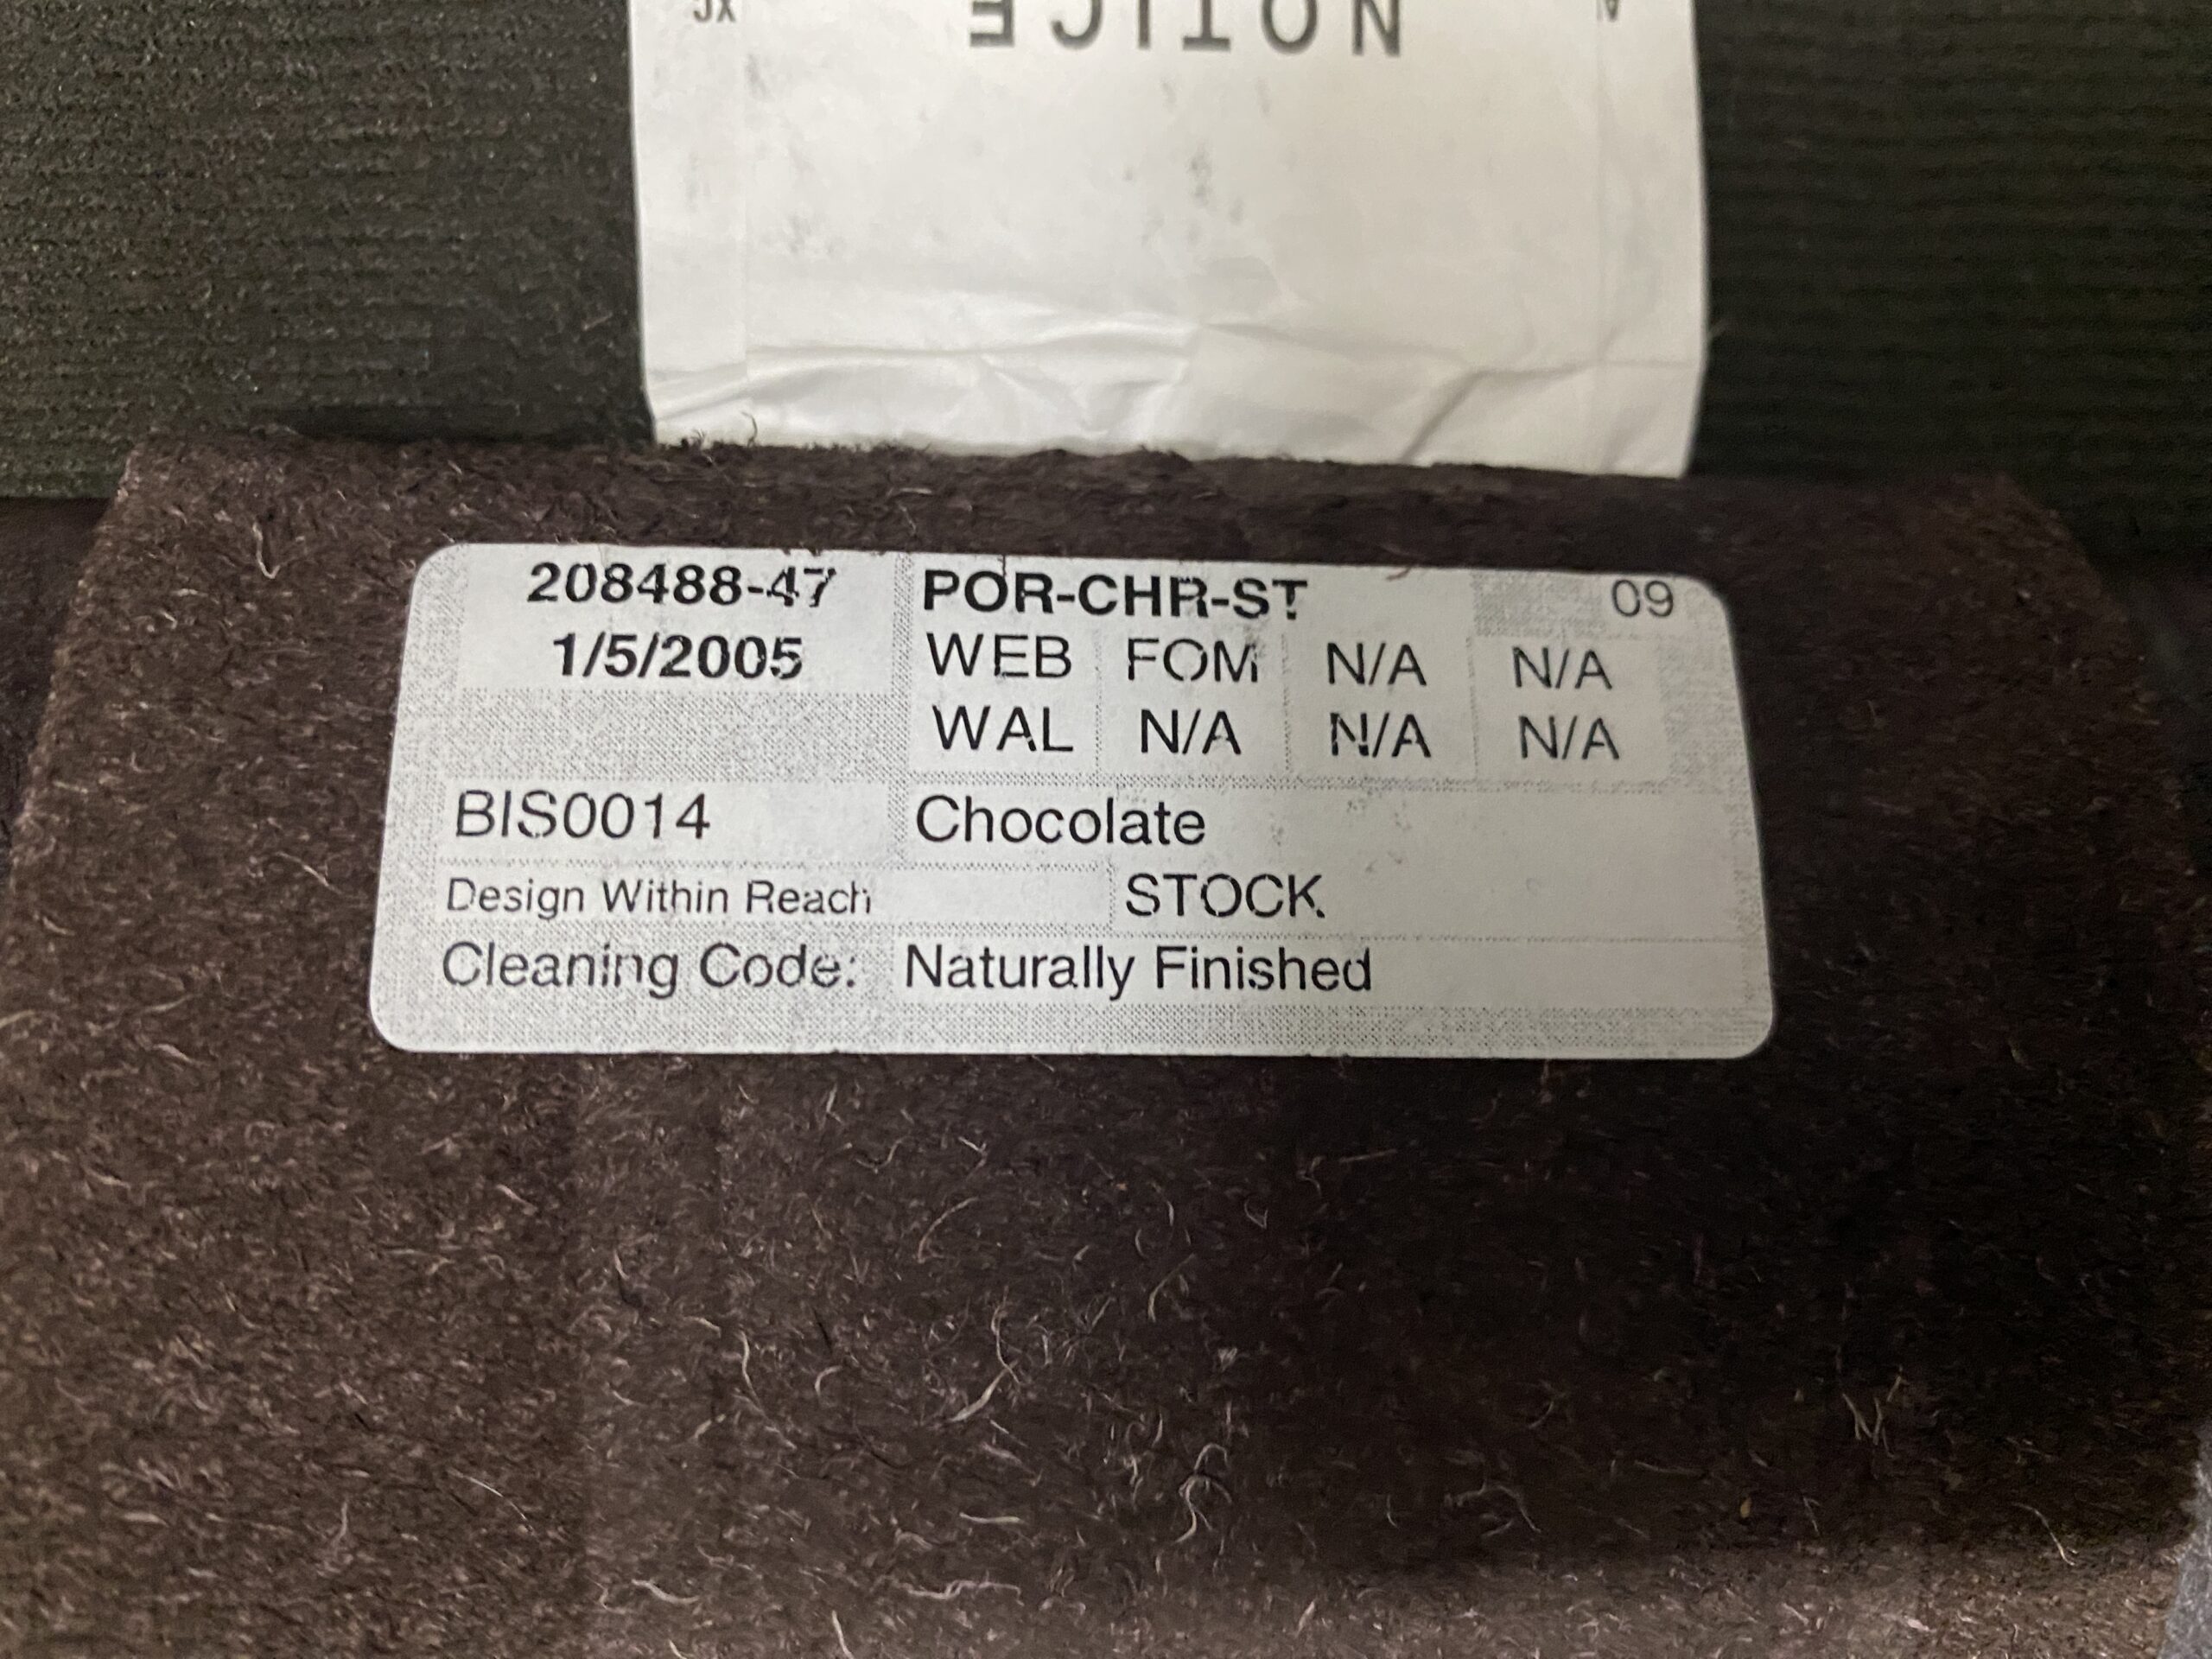 NOTICE
208488-47 POR-CHR-ST 09
1/5/2005 WEB FOM N/A N/A
WAL N/A N/A N/A
BIS0014 Chocolate
Design Within Reach STOCK
Cleaning Code: Naturally Finished